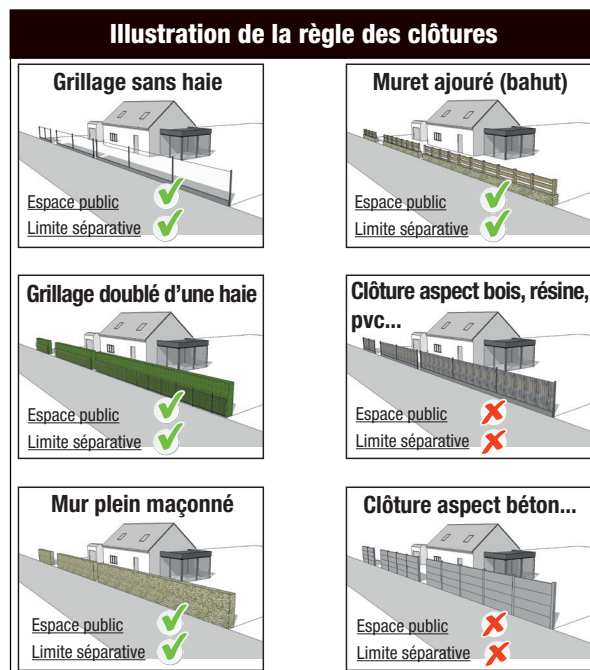 Illustration de la règle des clôtures
Grillage sans haie
Espace public
Limite séparative
Muret ajouré (bahut)
Espace public
Limite séparative
Grillage doublé d'une haie
Espace public
Limite séparative
Clôture aspect bois, résine,
pvc...
Espace public
Limite séparative
Mur plein maçonné
Espace public
Limite séparative
Clôture aspect béton...
Espace public
Limite séparative